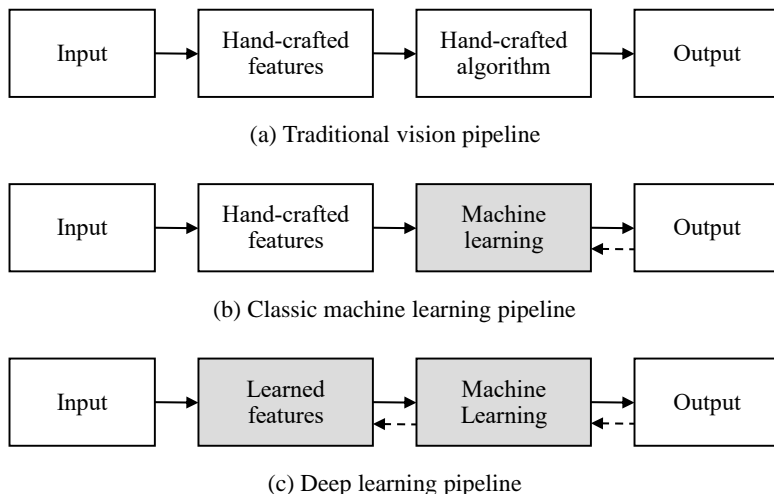 Input
Hand-crafted
features
Hand-crafted
algorithm
Output
(a) Traditional vision pipeline
Input
Hand-crafted
features
Machine
learning
Output
(b) Classic machine learning pipeline
Input
Learned
features
Machine
Learning
Output
(c) Deep learning pipeline